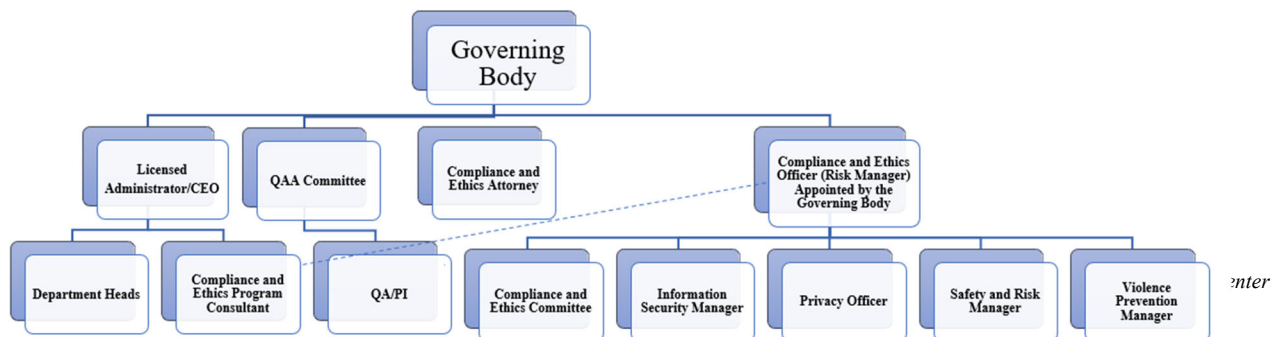 Governing
Body
Licensed
Administrator/CEO
QAA Committee
Compliance and
Ethics Attorney
Compliance and Ethics
Officer (Risk Manager)
Appointed by the
Governing Body
Department Heads
Compliance and
Ethics Program
Consultant
QA/PI
Compliance and
Ethics Committee
Information
Security Manager
Privacy Officer
Safety and Risk
Manager
Violence
Prevention
Manager